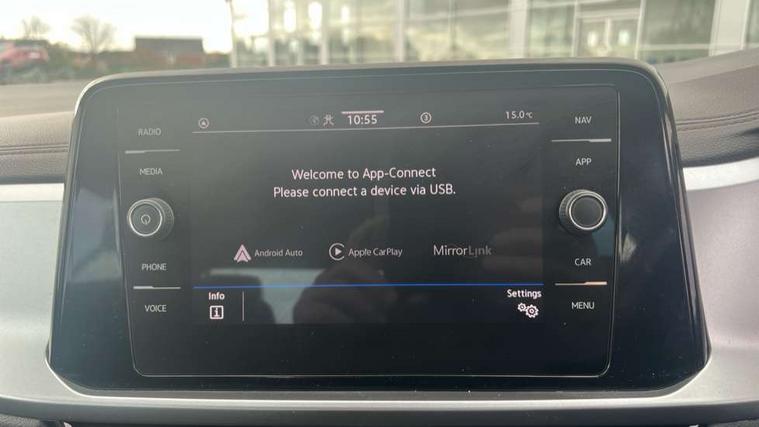 10:55
3
15.0°C
RADIO
MEDIA
PHONE
VOICE
Welcome to App-Connect
Please connect a device via USB.
Android Auto
Apple CarPlay
MirrorLink
Info
Settings
NAV
APP
CAR
MENU